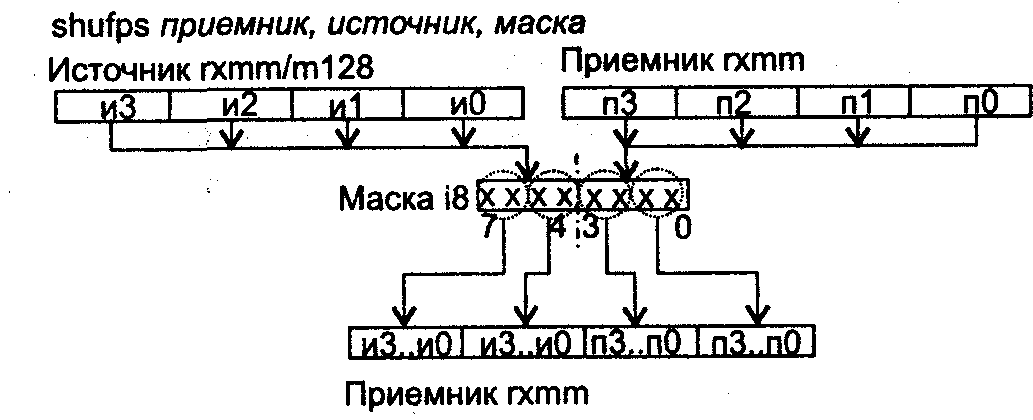 shufps приемник, источник, маска
Источник rxmm/m128 Приемник rxmm
и3 и2 и1 и0 п3 п2 п1 п0
Маска i8 x x x x x x x x
7 4 3 0
и3..и0 и3..и0 п3..п0 п3..п0
Приемник rxmm